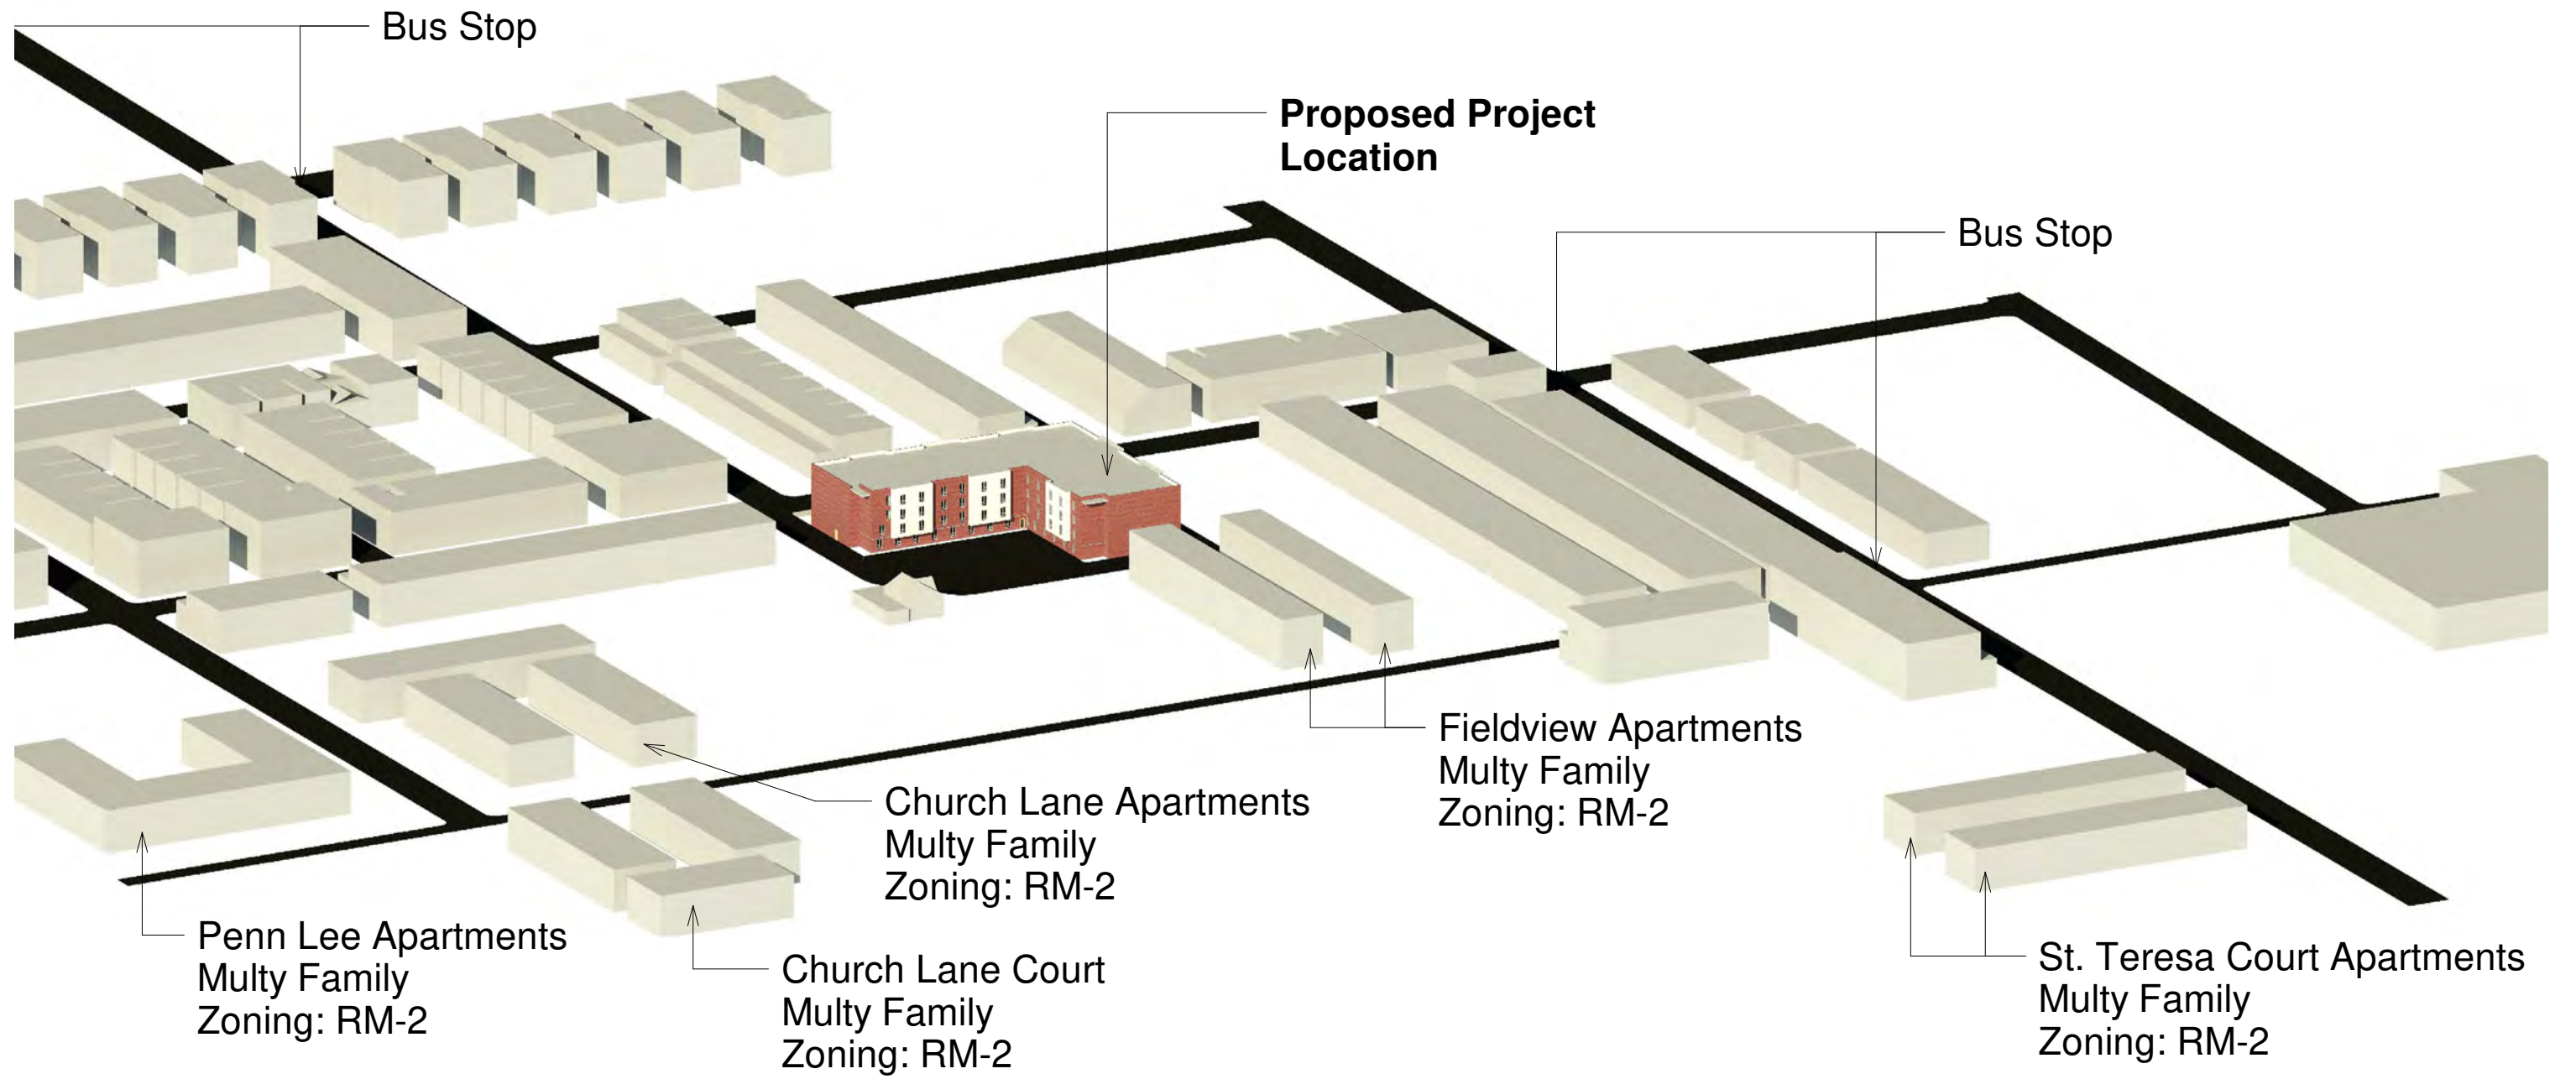 Bus Stop
Proposed Project
Location
Bus Stop
Fieldview Apartments
Multy Family
Zoning: RM-2
Church Lane Apartments
Multy Family
Zoning: RM-2
Penn Lee Apartments
Multy Family
Zoning: RM-2
Church Lane Court
Multy Family
Zoning: RM-2
St. Teresa Court Apartments
Multy Family
Zoning: RM-2